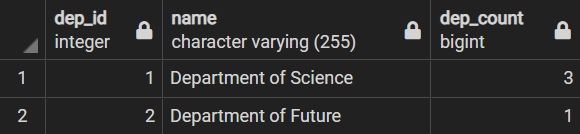 dep_id name dep_count
integer character varying (255) bigint
1 1 Department of Science 3
2 2 Department of Future 1